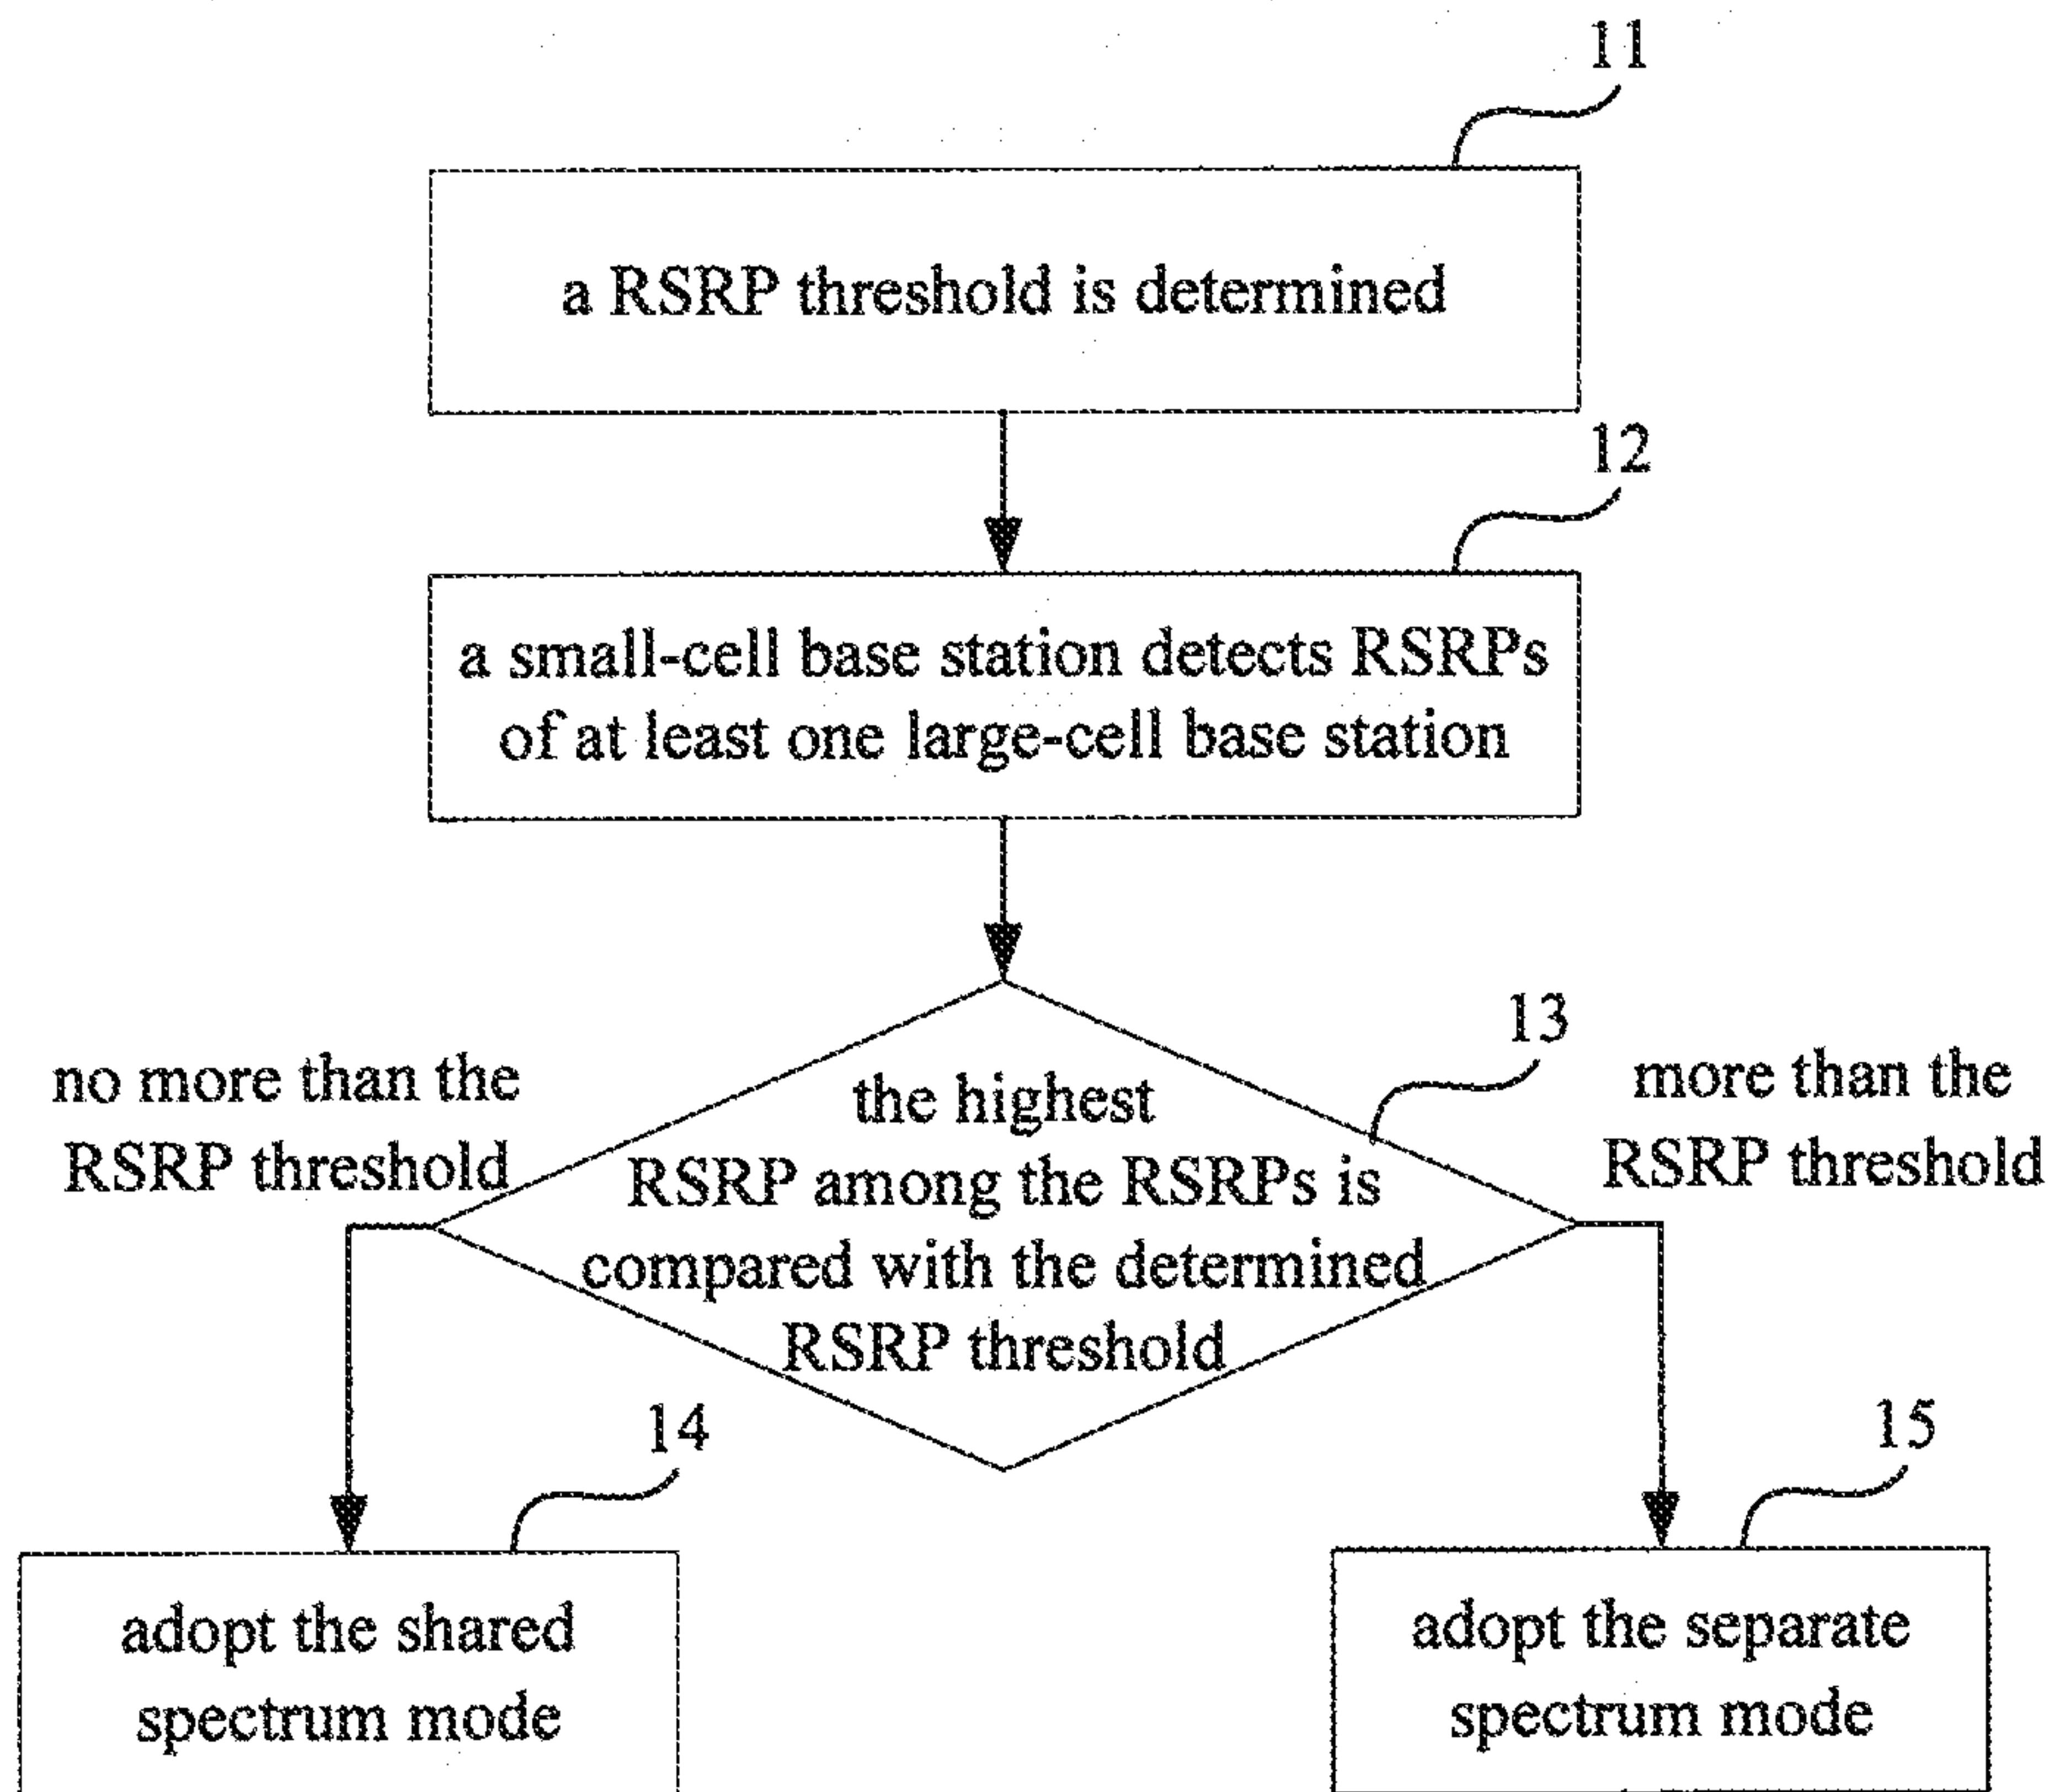 11
a RSRP threshold is determined
12
a small-cell base station detects RSRPs
of at least one large-cell base station
13
no more than the
RSRP threshold
the highest
RSRP among the RSRPs is
compared with the determined
RSRP threshold
more than the
RSRP threshold
14
15
adopt the shared
spectrum mode
adopt the separate
spectrum mode